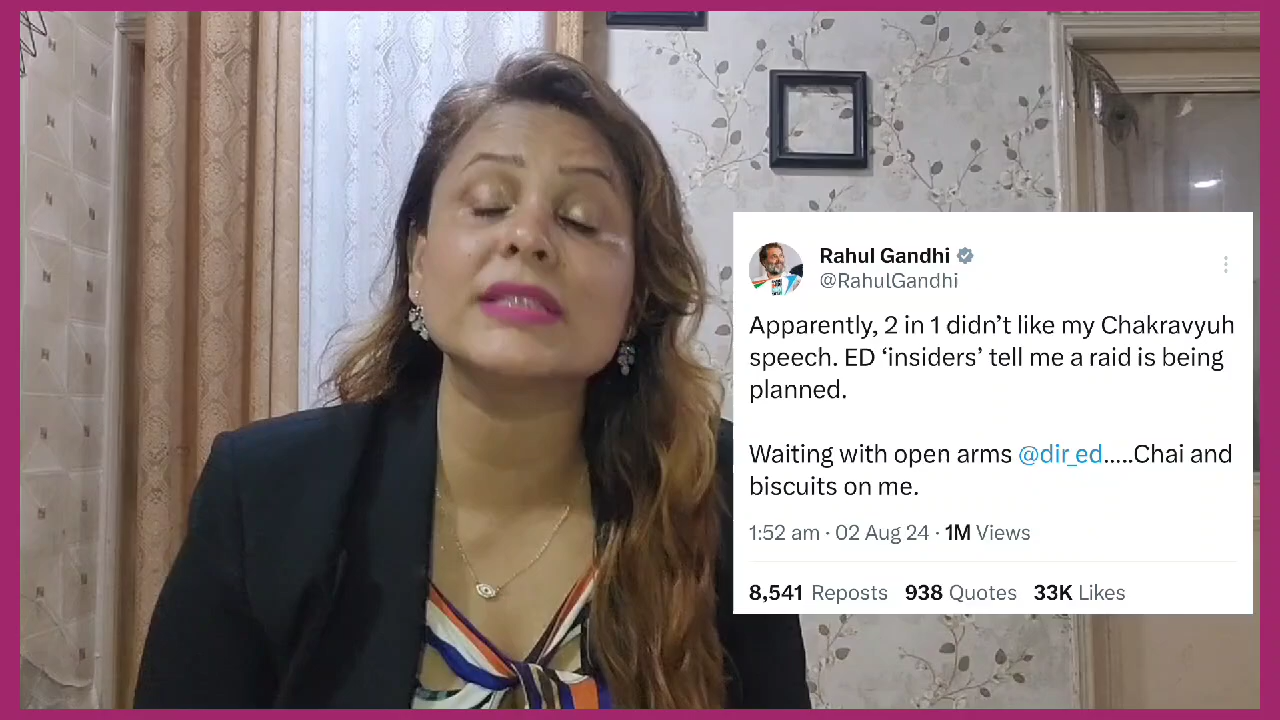 Rahul Gandhi
@RahulGandhi
Apparently, 2 in 1 didn’t like my Chakravyuh
speech. ED ‘insiders’ tell me a raid is being
planned.
Waiting with open arms @dir_ed.....Chai and
biscuits on me.
1:52 am · 02 Aug 24 · 1M Views
8,541 Reposts 938 Quotes 33K Likes